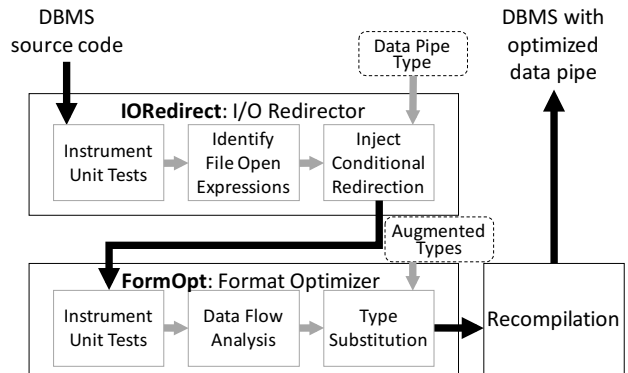 DBMS
source code
DBMS with
optimized
data pipe
Data Pipe
Type
IORedirect: I/O Redirector
Instrument
Unit Tests
Identify
File Open
Expressions
Inject
Conditional
Redirection
Augmented
Types
FormOpt: Format Optimizer
Instrument
Unit Tests
Data Flow
Analysis
Type
Substitution
Recompilation